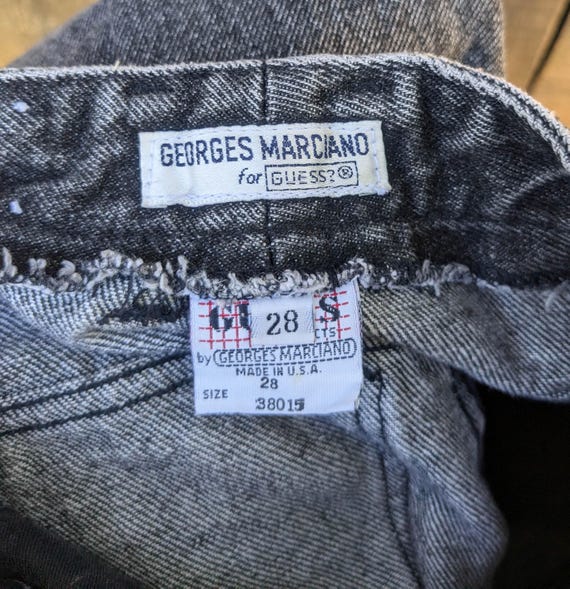 GEORGES MARCIANO
for GUESS?®
28
by GEORGES MARCIANO
MADE IN U.S.A.
28
SIZE
38015